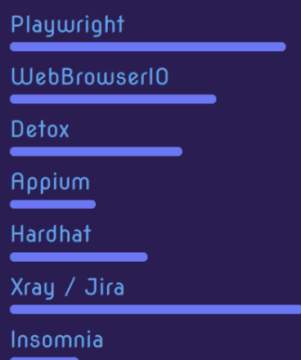 Playwright
WebBrowserIO
Detox
Appium
Hardhat
Xray / Jira
Insomnia